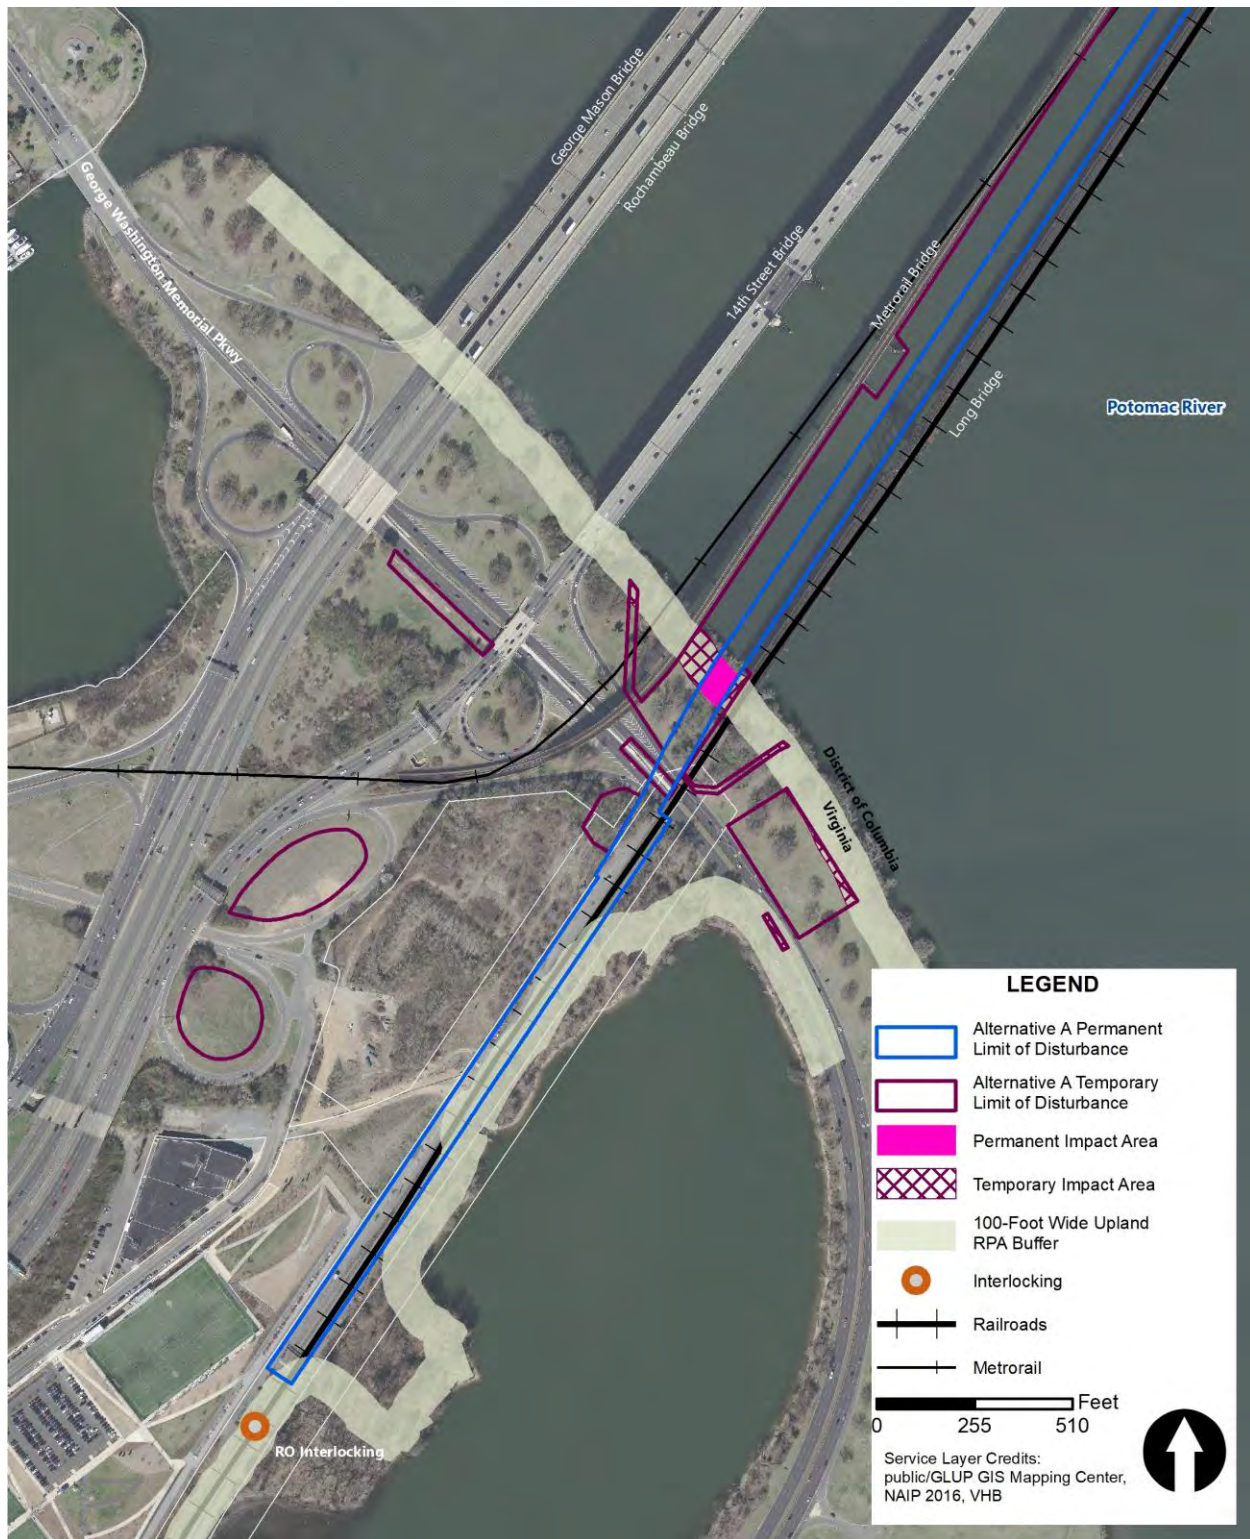 George Mason Bridge
Rochambeau Bridge
George Washington Memorial Pkwy
14th Street Bridge
Metrorail Bridge
Long Bridge
Potomac River
District of Columbia
Virginia
RO Interlocking
LEGEND
Alternative A Permanent
Limit of Disturbance
Alternative A Temporary
Limit of Disturbance
Permanent Impact Area
Temporary Impact Area
100-Foot Wide Upland
RPA Buffer
Interlocking
Railroads
Metrorail
Feet
0 255 510
Service Layer Credits:
public/GLUP GIS Mapping Center,
NAIP 2016, VHB